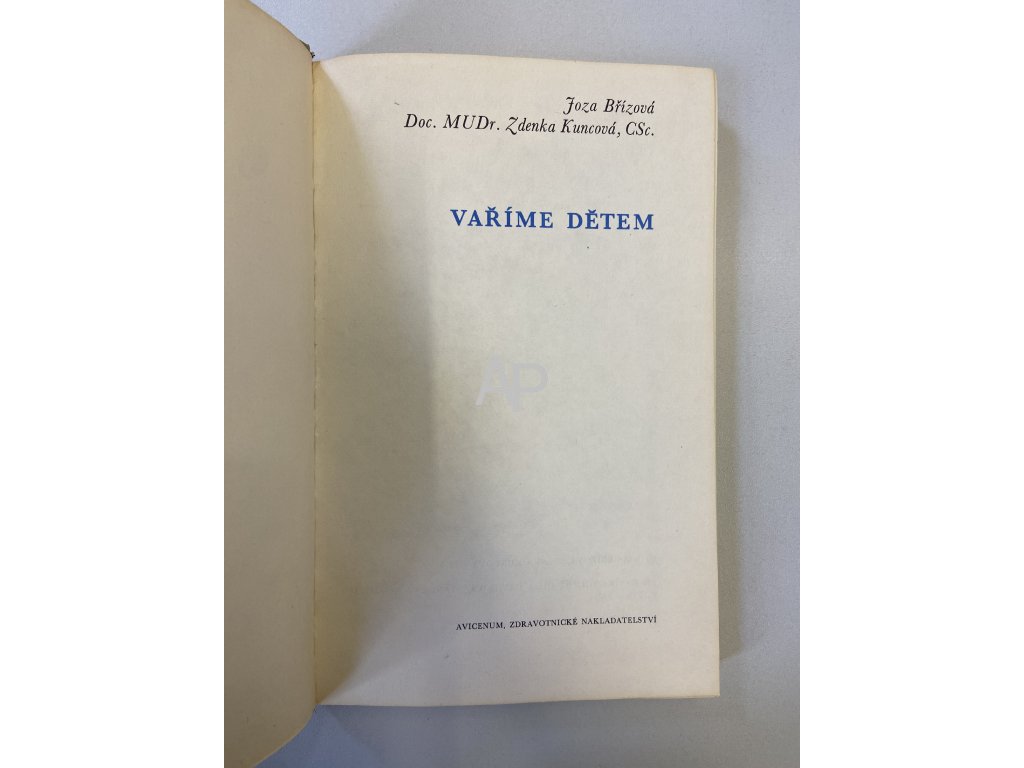 Joza Břízová
Doc. MUDr. Zdenka Kuncová, CSc.
VAŘÍME DĚTEM
AP
AVICENUM, ZDRAVOTNICKÉ NAKLADATELSTVÍ